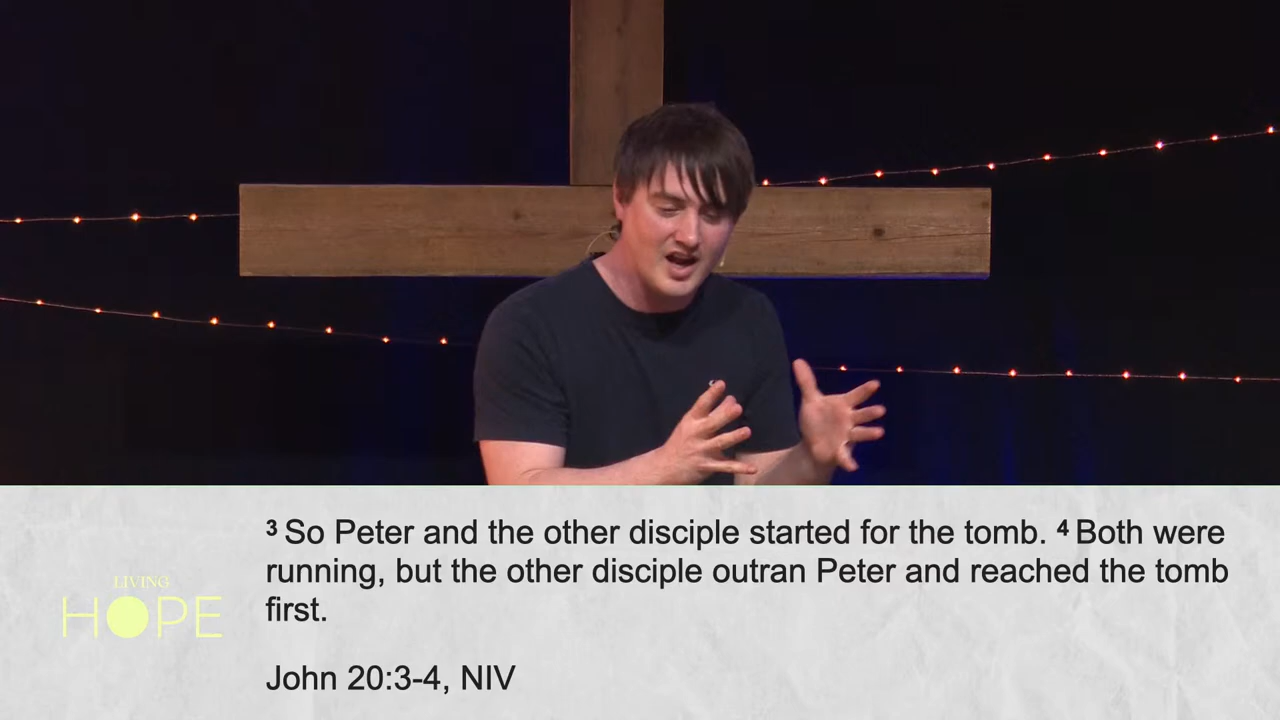 ³ So Peter and the other disciple started for the tomb. ⁴ Both were
running, but the other disciple outran Peter and reached the tomb
first.
John 20:3-4, NIV
LIVING
HOPE